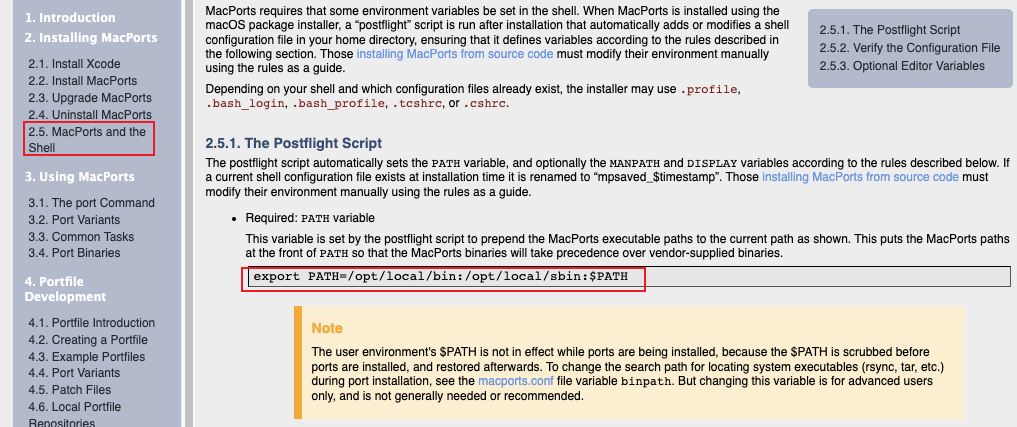 1. Introduction
2. Installing MacPorts
2.1. Install Xcode
2.2. Install MacPorts
2.3. Upgrade MacPorts
2.4. Uninstall MacPorts
2.5. MacPorts and the
Shell
3. Using MacPorts
3.1. The port Command
3.2. Port Variants
3.3. Common Tasks
3.4. Port Binaries
4. Portfile
Development
4.1. Portfile Introduction
4.2. Creating a Portfile
4.3. Example Portfiles
4.4. Port Variants
4.5. Patch Files
4.6. Local Portfile
Repositories
MacPorts requires that some environment variables be set in the shell. When MacPorts is installed using the
macOS package installer, a “postflight” script is run after installation that automatically adds or modifies a shell
configuration file in your home directory, ensuring that it defines variables according to the rules described in
the following section. Those installing MacPorts from source code must modify their environment manually
using the rules as a guide.
Depending on your shell and which configuration files already exist, the installer may use .profile,
.bash_login, .bash_profile, .tcshrc, or .cshrc.
2.5.1. The Postflight Script
2.5.2. Verify the Configuration File
2.5.3. Optional Editor Variables
2.5.1. The Postflight Script
The postflight script automatically sets the PATH variable, and optionally the MANPATH and DISPLAY variables according to the rules described below. If
a current shell configuration file exists at installation time it is renamed to “mpsaved_$timestamp”. Those installing MacPorts from source code must
modify their environment manually using the rules as a guide.
• Required: PATH variable
This variable is set by the postflight script to prepend the MacPorts executable paths to the current path as shown. This puts the MacPorts paths
at the front of PATH so that the MacPorts binaries will take precedence over vendor-supplied binaries.
export PATH=/opt/local/bin:/opt/local/sbin:$PATH
Note
The user environment's $PATH is not in effect while ports are being installed, because the $PATH is scrubbed before
ports are installed, and restored afterwards. To change the search path for locating system executables (rsync, tar, etc.)
during port installation, see the macports.conf file variable binpath. But changing this variable is for advanced users
only, and is not generally needed or recommended.